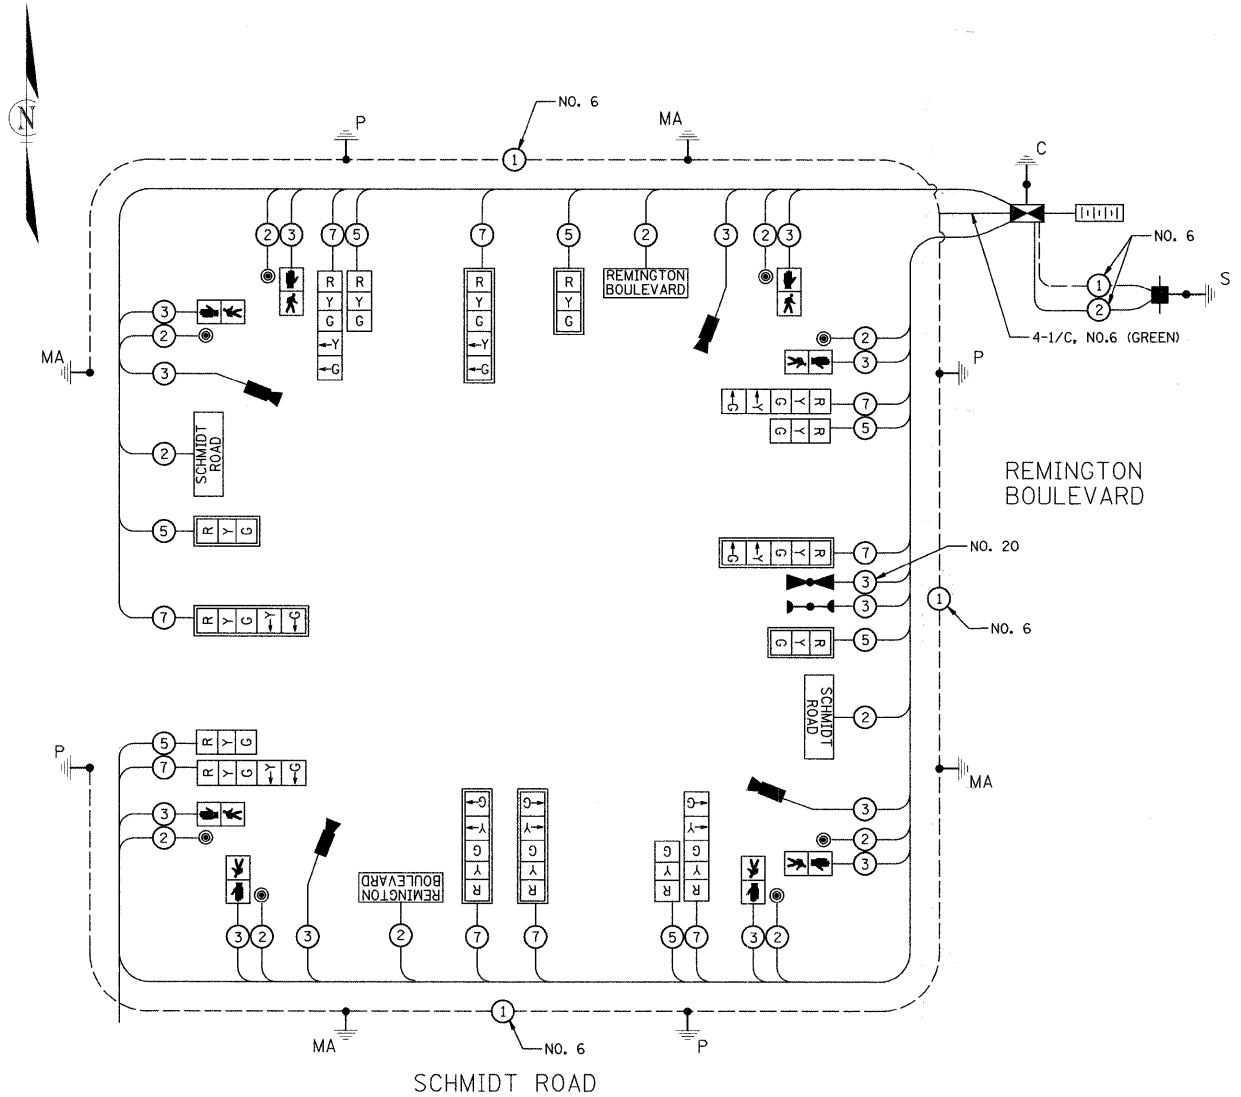 N
NO. 6
P
MA
1
C
2 3 7 5 7 5 2 3 2 3
NO. 6
REMINGTON
BOULEVARD
R Y G Y G
R Y G
R Y G Y G
R Y G
1
2
S
4-1/C, NO.6 (GREEN)
3
2
MA
3
2
3
P
7
G Y G Y R
5
G Y R
2
SCHMIDT
ROAD
REMINGTON
BOULEVARD
5
R Y G
7
G Y G Y R
NO. 20
3
3
1
NO. 6
7
R Y G Y G
5
G Y R
SCHMIDT
ROAD
2
P
5
R Y G
7
R Y G Y G
MA
3
2
3
2
3
G Y G Y R
G Y G Y R
G Y R
G Y G Y R
REMINGTON
BOULEVARD
3 2 3 2 7 7 5 7 3 2
1
MA
NO. 6
P
SCHMIDT ROAD